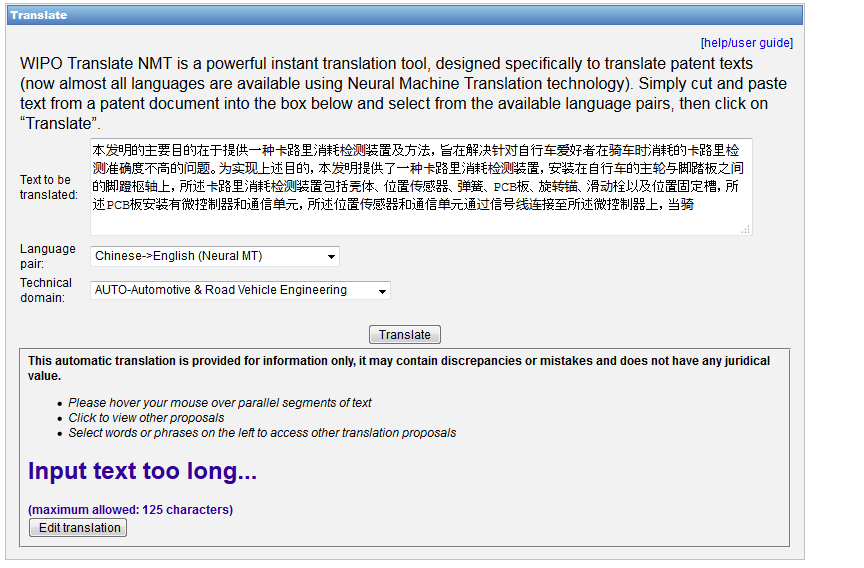 Translate
[help/user guide]
WIPO Translate NMT is a powerful instant translation tool, designed specifically to translate patent texts
(now almost all languages are available using Neural Machine Translation technology). Simply cut and paste
text from a patent document into the box below and select from the available language pairs, then click on
“Translate”.
Text to be
translated:
本发明的主要目的在于提供一种卡路里消耗检测装置及方法，旨在解决针对自行车爱好者在骑车时消耗的卡路里检
测准确度不高的问题。为实现上述目的，本发明提供了一种卡路里消耗检测装置，安装在自行车的主轮与脚踏板之间
的脚蹬枢轴上，所述卡路里消耗检测装置包括壳体、位置传感器、弹簧、PCB板、旋转锚、滑动栓以及位置固定槽，所
述PCB板安装有微控制器和通信单元，所述位置传感器和通信单元通过信号线连接至所述微控制器上，当骑
Language
pair:
Chinese->English (Neural MT)
Technical
domain:
AUTO-Automotive & Road Vehicle Engineering
Translate
This automatic translation is provided for information only, it may contain discrepancies or mistakes and does not have any juridical
value.
• Please hover your mouse over parallel segments of text
• Click to view other proposals
• Select words or phrases on the left to access other translation proposals
Input text too long...
(maximum allowed: 125 characters)
Edit translation